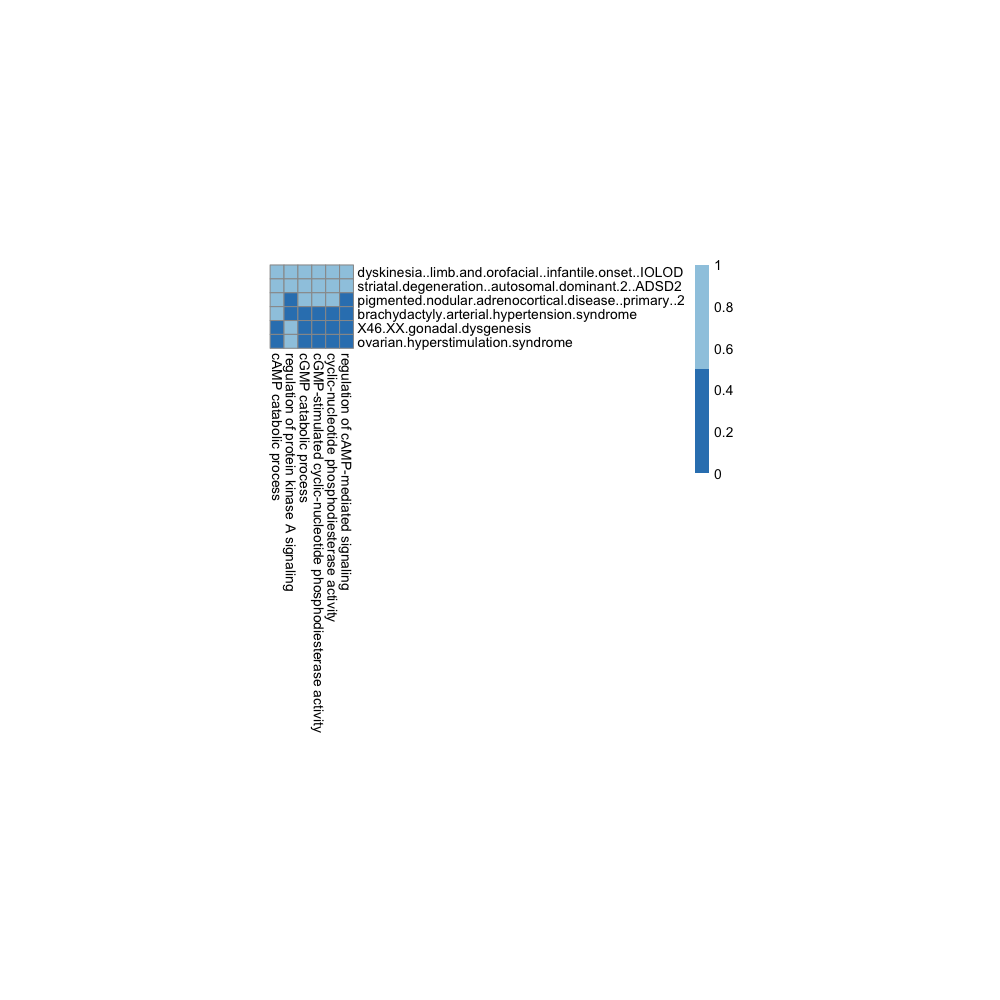 dyskinesia..limb.and.orofacial..infantile.onset..IOLOD
striatal.degeneration..autosomal.dominant.2..ADSD2
pigmented.nodular.adrenocortical.disease..primary..2
brachydactyly.arterial.hypertension.syndrome
X46.XX.gonadal.dysgenesis
ovarian.hyperstimulation.syndrome
1
0.8
0.6
0.4
0.2
0
cAMP catabolic process
regulation of protein kinase A signaling
cGMP catabolic process
cGMP-stimulated cyclic-nucleotide phosphodiesterase activity
cyclic-nucleotide phosphodiesterase activity
regulation of cAMP-mediated signaling